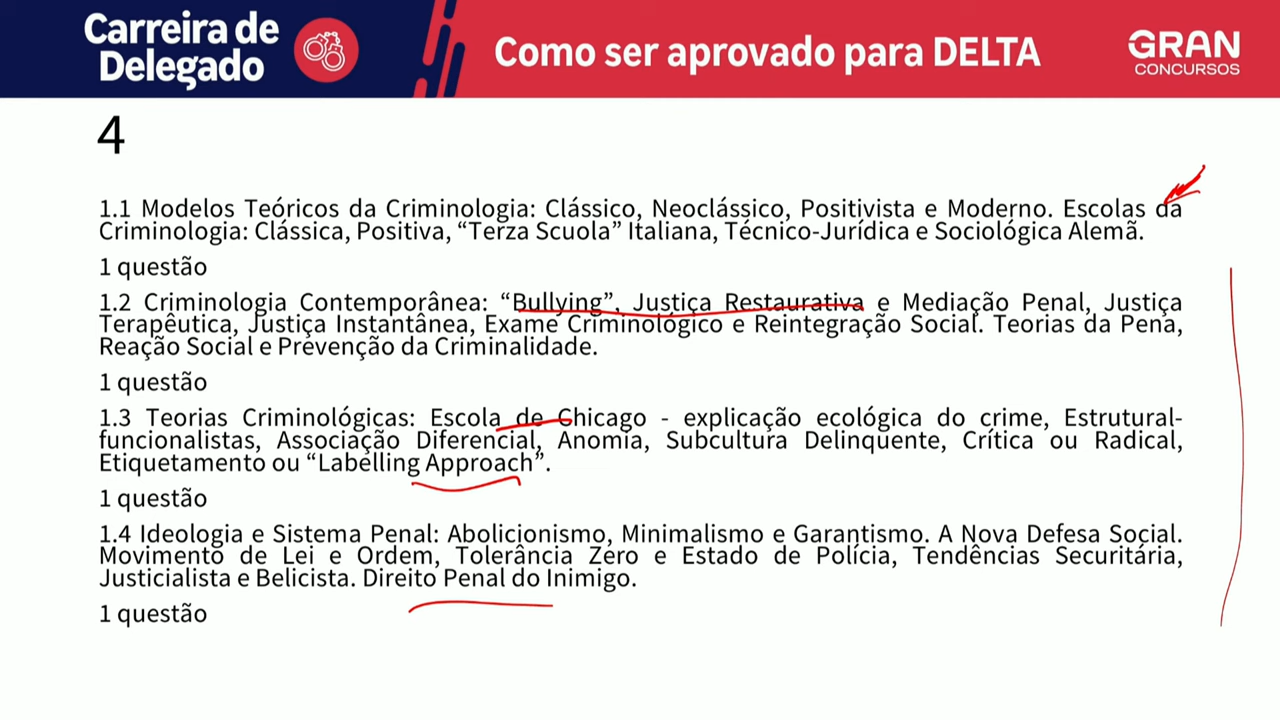 Carreira de
Delegado
Como ser aprovado para DELTA
GRAN
CONCURSOS
4
1.1 Modelos Teóricos da Criminologia: Clássico, Neoclássico, Positivista e Moderno. Escolas da
Criminologia: Clássica, Positiva, “Terza Scuola” Italiana, Técnico-Jurídica e Sociológica Alemã.
1 questão
1.2 Criminologia Contemporânea: “Bullying”, Justiça Restaurativa e Mediação Penal, Justiça
Terapêutica, Justiça Instantânea, Exame Criminológico e Reintegração Social. Teorias da Pena,
Reação Social e Prevenção da Criminalidade.
1 questão
1.3 Teorias Criminológicas: Escola de Chicago - explicação ecológica do crime, Estrutural-
funcionalistas, Associação Diferencial, Anomia, Subcultura Delinquente, Crítica ou Radical,
Etiquetamento ou “Labelling Approach”.
1 questão
1.4 Ideologia e Sistema Penal: Abolicionismo, Minimalismo e Garantismo. A Nova Defesa Social.
Movimento de Lei e Ordem, Tolerância Zero e Estado de Polícia, Tendências Securitária,
Justicialista e Belicista. Direito Penal do Inimigo.
1 questão